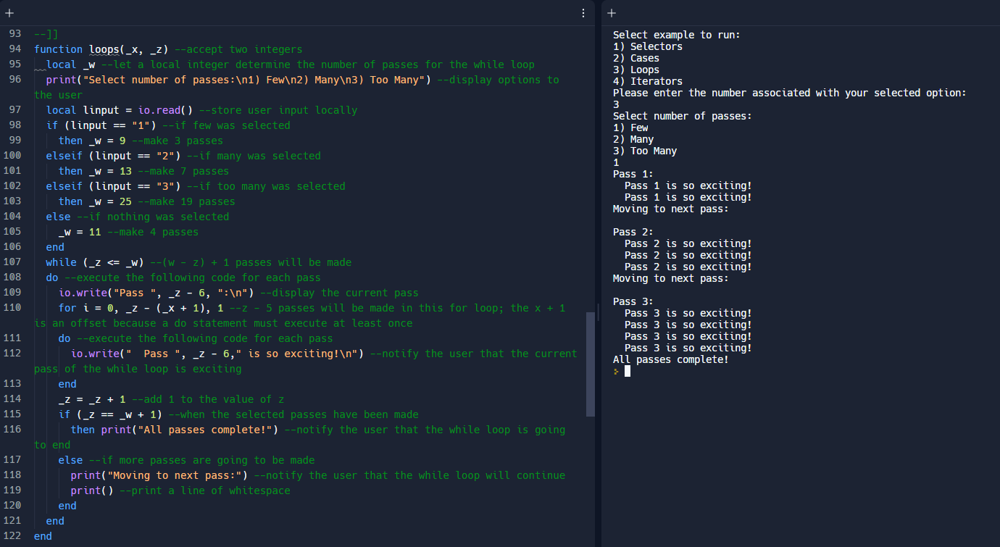 93 --]]
94 function loops(_x, _z) --accept two integers
95   local _w --let a local integer determine the number of passes for the while loop
96   print("Select number of passes:\n1) Few\n2) Many\n3) Too Many") --display options to
the user
97   local linput = io.read() --store user input locally
98   if (linput == "1") --if few was selected
99     then _w = 9 --make 3 passes
100   elseif (linput == "2") --if many was selected
101     then _w = 13 --make 7 passes
102   elseif (linput == "3") --if too many was selected
103     then _w = 25 --make 19 passes
104   else --if nothing was selected
105     _w = 11 --make 4 passes
106   end
107   while (_z <= _w) --(w - z) + 1 passes will be made
108   do --execute the following code for each pass
109     io.write("Pass ", _z - 6, ":\n") --display the current pass
110     for i = 0, _z - (_x + 1), 1 --z - 5 passes will be made in this for loop; the x + 1
is an offset because a do statement must execute at least once
111     do --execute the following code for each pass
112       io.write("  Pass ", _z - 6," is so exciting!\n") --notify the user that the current
pass of the while loop is exciting
113     end
114     _z = _z + 1 --add 1 to the value of z
115     if (_z == _w + 1) --when the selected passes have been made
116       then print("All passes complete!") --notify the user that the while loop is going
to end
117     else --if more passes are going to be made
118       print("Moving to next pass:") --notify the user that the while loop will continue
119       print() --print a line of whitespace
120     end
121   end
122 end
Select example to run:
1) Selectors
2) Cases
3) Loops
4) Iterators
Please enter the number associated with your selected option:
3
Select number of passes:
1) Few
2) Many
3) Too Many
1
Pass 1:
  Pass 1 is so exciting!
  Pass 1 is so exciting!
Moving to next pass:

Pass 2:
  Pass 2 is so exciting!
  Pass 2 is so exciting!
  Pass 2 is so exciting!
Moving to next pass:

Pass 3:
  Pass 3 is so exciting!
  Pass 3 is so exciting!
  Pass 3 is so exciting!
  Pass 3 is so exciting!
All passes complete!